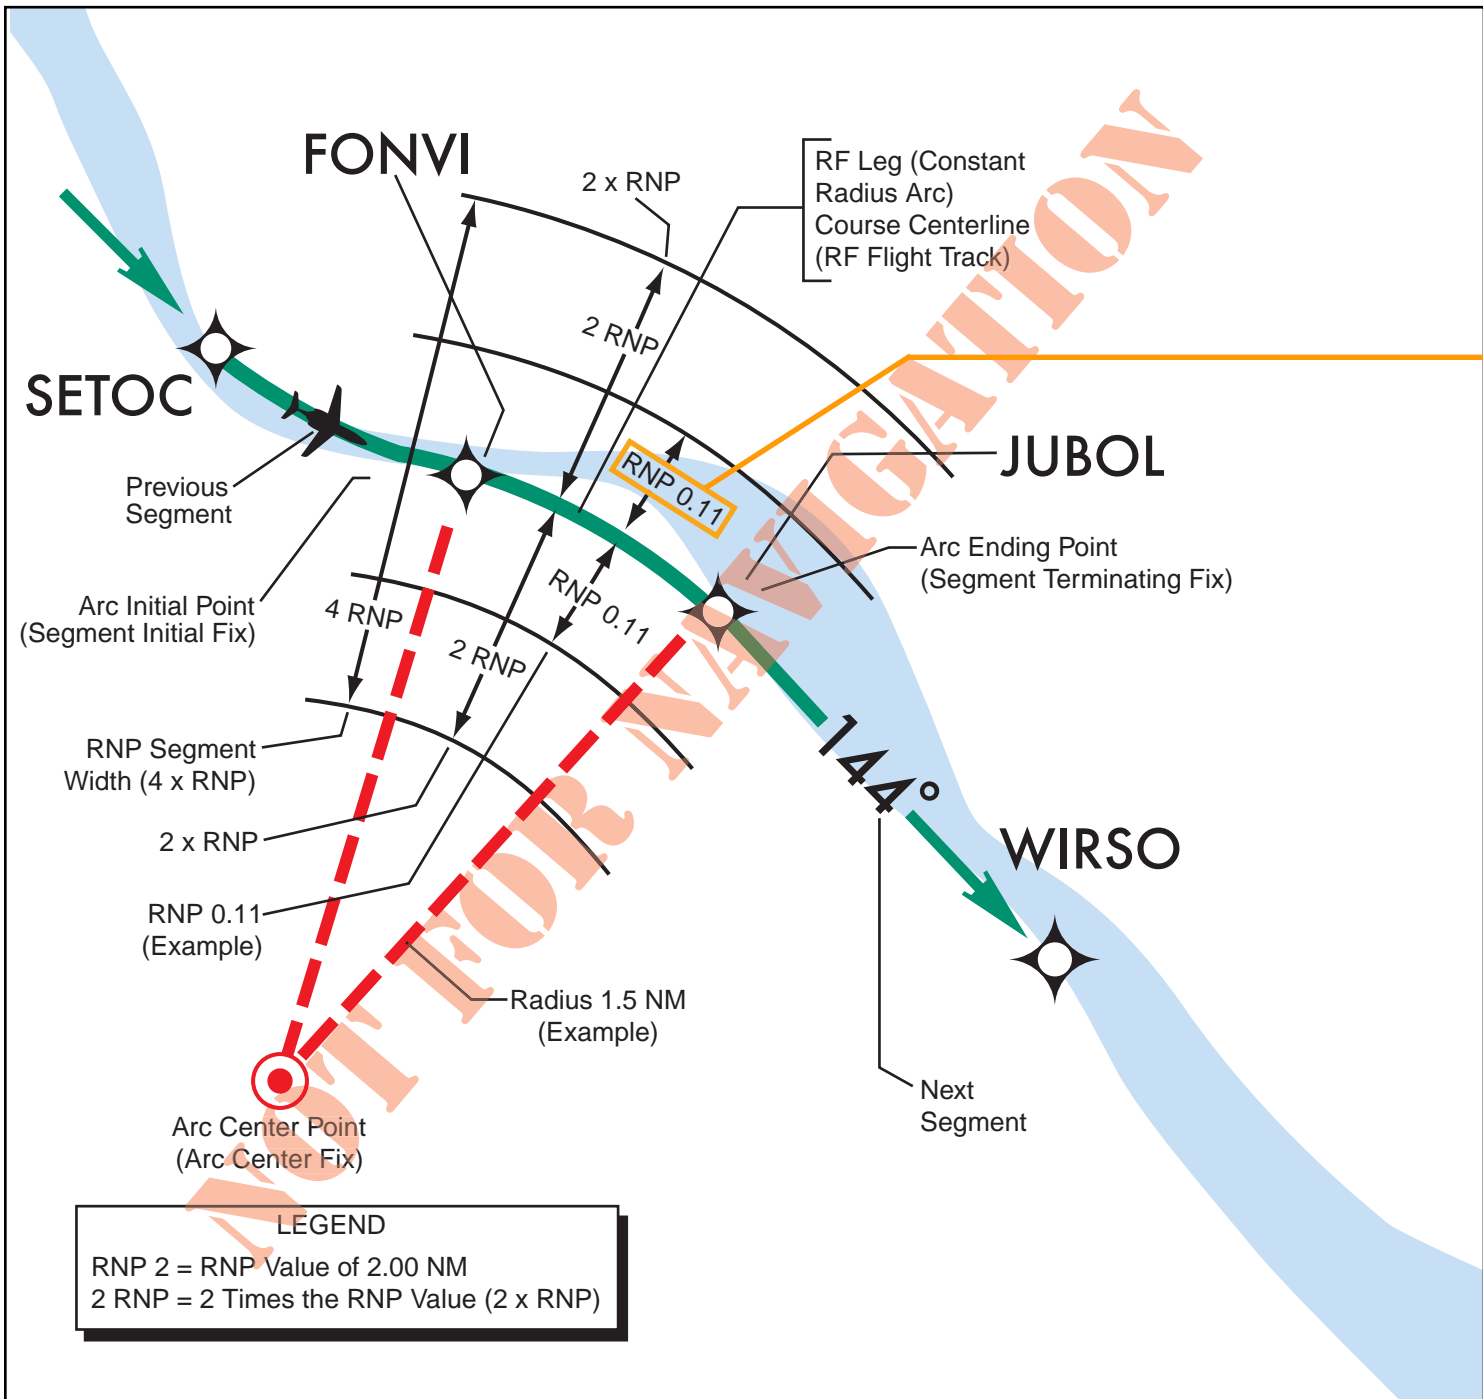 FONVI
2 x RNP
RF Leg (Constant
Radius Arc)
Course Centerline
(RF Flight Track)
2 RNP
SETOC
JUBOL
RNP 0.11
Previous
Segment
Arc Ending Point
(Segment Terminating Fix)
Arc Initial Point
(Segment Initial Fix)
4 RNP
RNP 0.11
2 RNP
RNP Segment
Width (4 x RNP)
144°
2 x RNP
WIRSO
RNP 0.11
(Example)
Radius 1.5 NM
(Example)
Next
Segment
Arc Center Point
(Arc Center Fix)
NOT FOR NAVIGATION
LEGEND
RNP 2 = RNP Value of 2.00 NM
2 RNP = 2 Times the RNP Value (2 x RNP)